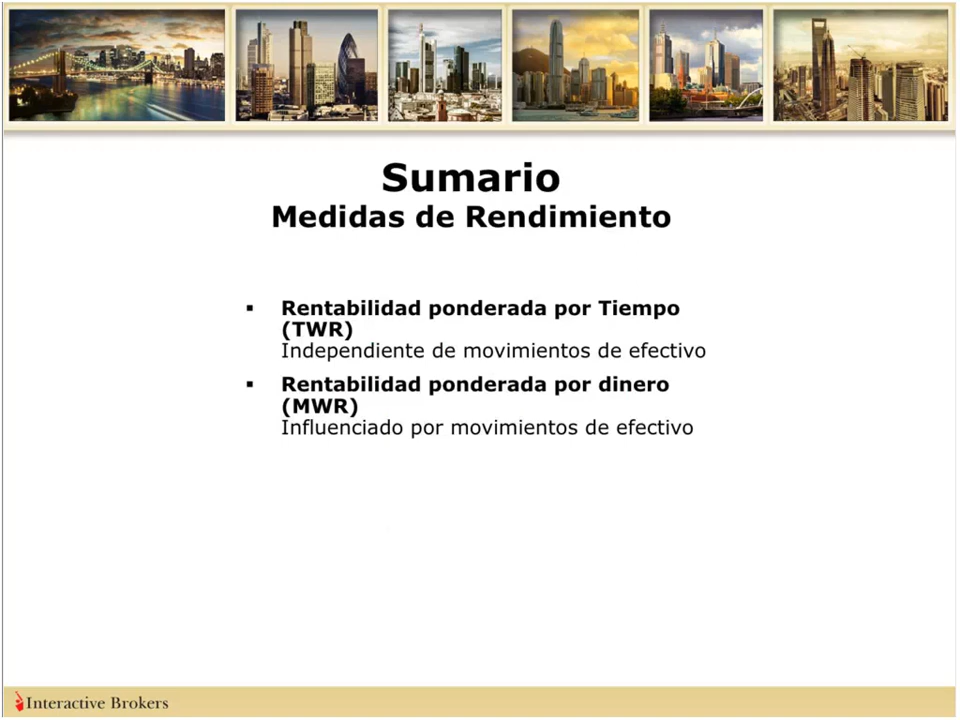 Sumario
Medidas de Rendimiento
▪ Rentabilidad ponderada por Tiempo
(TWR)
Independiente de movimientos de efectivo
▪ Rentabilidad ponderada por dinero
(MWR)
Influenciado por movimientos de efectivo
Interactive Brokers